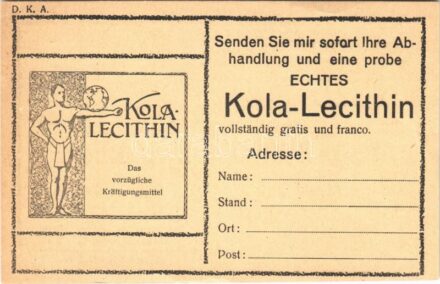 D. K. A.
KOLA-
LECITHIN
Das
vorzügliche
Kräftigungsmittel
Senden Sie mir sofort Ihre Ab-
handlung und eine probe
ECHTES
Kola-Lecithin
vollständig gratis und franco.
Adresse:
Name:
Stand:
Ort:
Post: